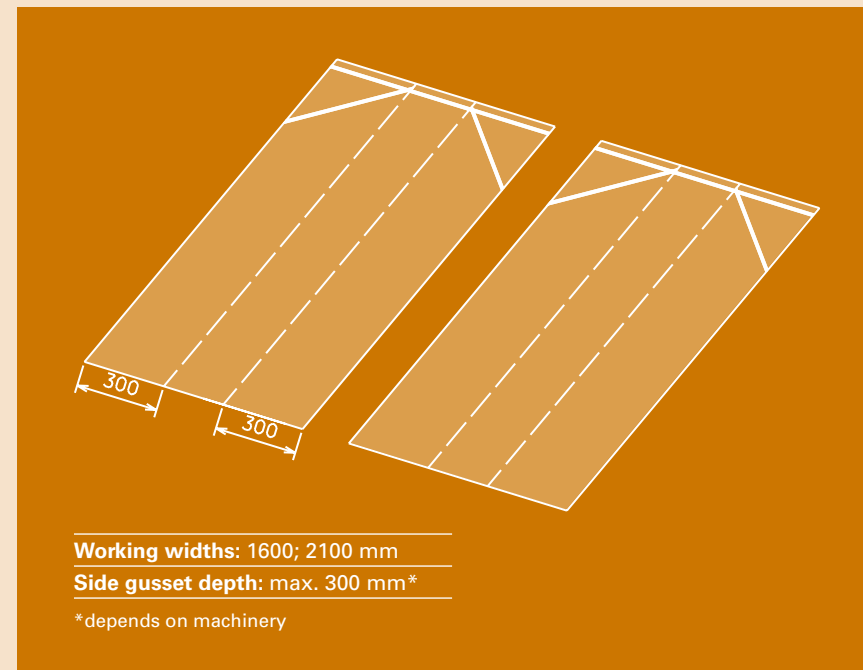 300
300
Working widths: 1600; 2100 mm
Side gusset depth: max. 300 mm*
*depends on machinery